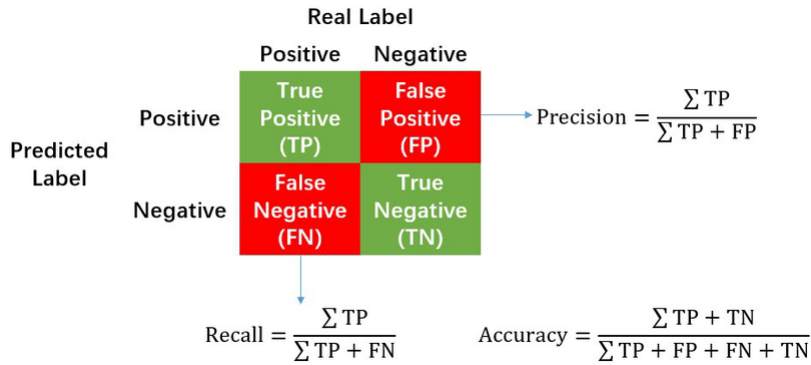 Real Label
Positive Negative
Predicted Label
Positive
True Positive (TP)
False Positive (FP)
Precision = ∑ TP / ∑ TP + FP
Negative
False Negative (FN)
True Negative (TN)
Recall = ∑ TP / ∑ TP + FN
Accuracy = ∑ TP + TN / ∑ TP + FP + FN + TN